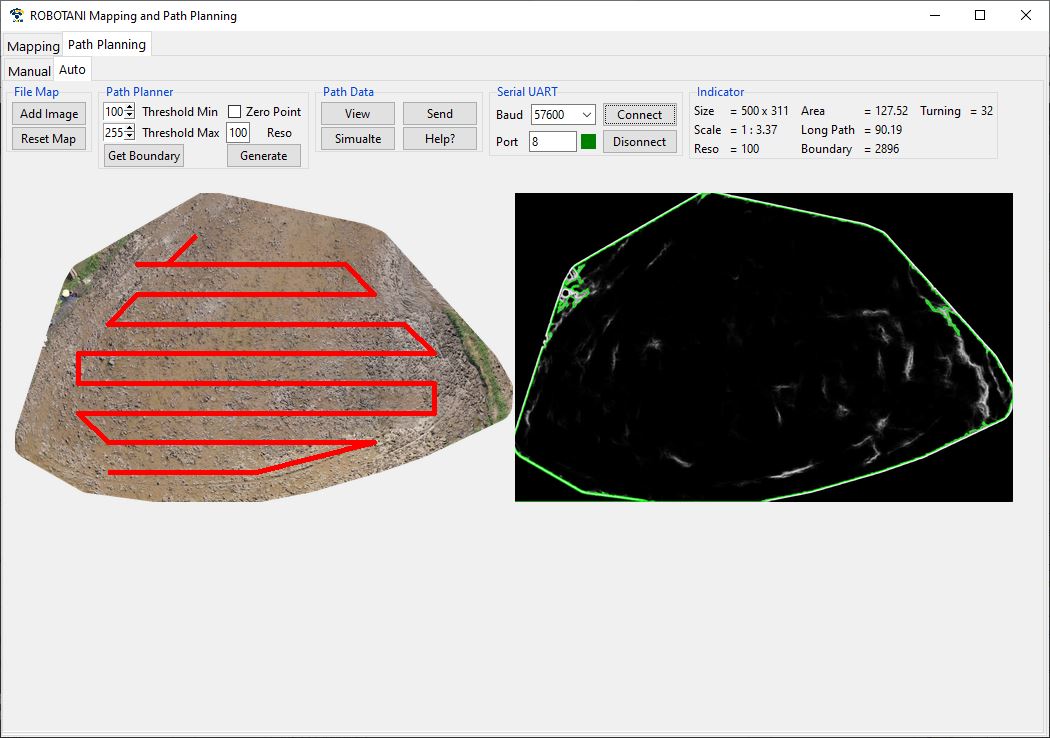 ROBOTANI Mapping and Path Planning
Mapping Path Planning
Manual Auto
File Map
Add Image
Reset Map
Path Planner
100 Threshold Min Zero Point
255 Threshold Max 100 Reso
Get Boundary Generate
Path Data
View Send
Simualte Help?
Serial UART
Baud 57600 Connect
Port 8 Disonnect
Indicator
Size = 500 x 311 Area = 127.52 Turning = 32
Scale = 1 : 3.37 Long Path = 90.19
Reso = 100 Boundary = 2896